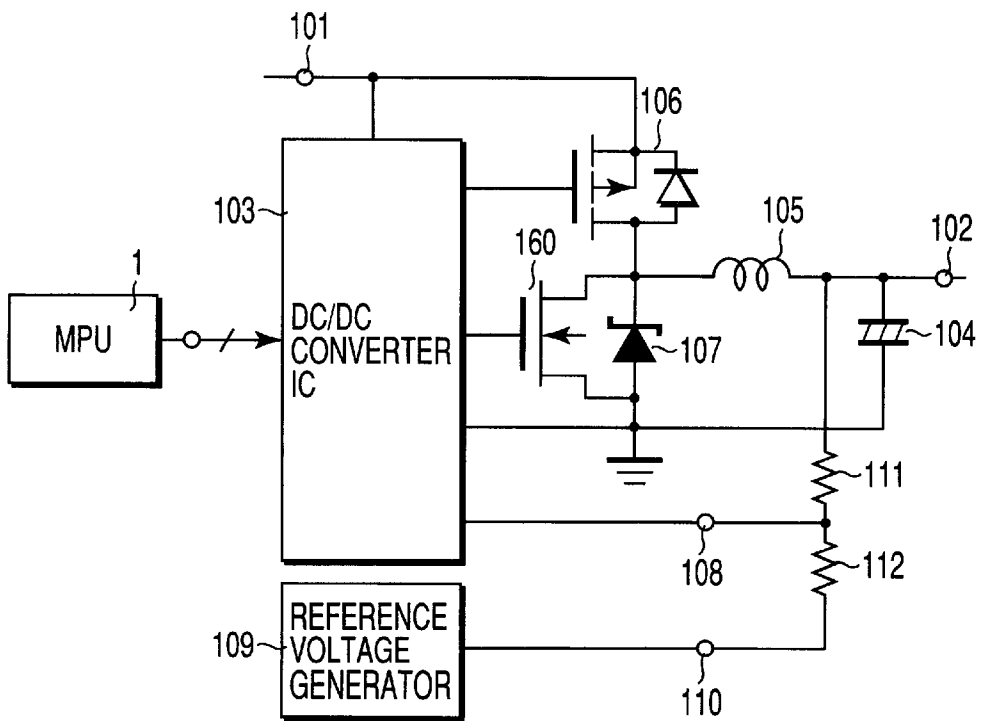 101
106
103
105
160
102
1
MPU
DC/DC
CONVERTER
IC
107
104
111
108
112
REFERENCE
109
VOLTAGE
GENERATOR
110